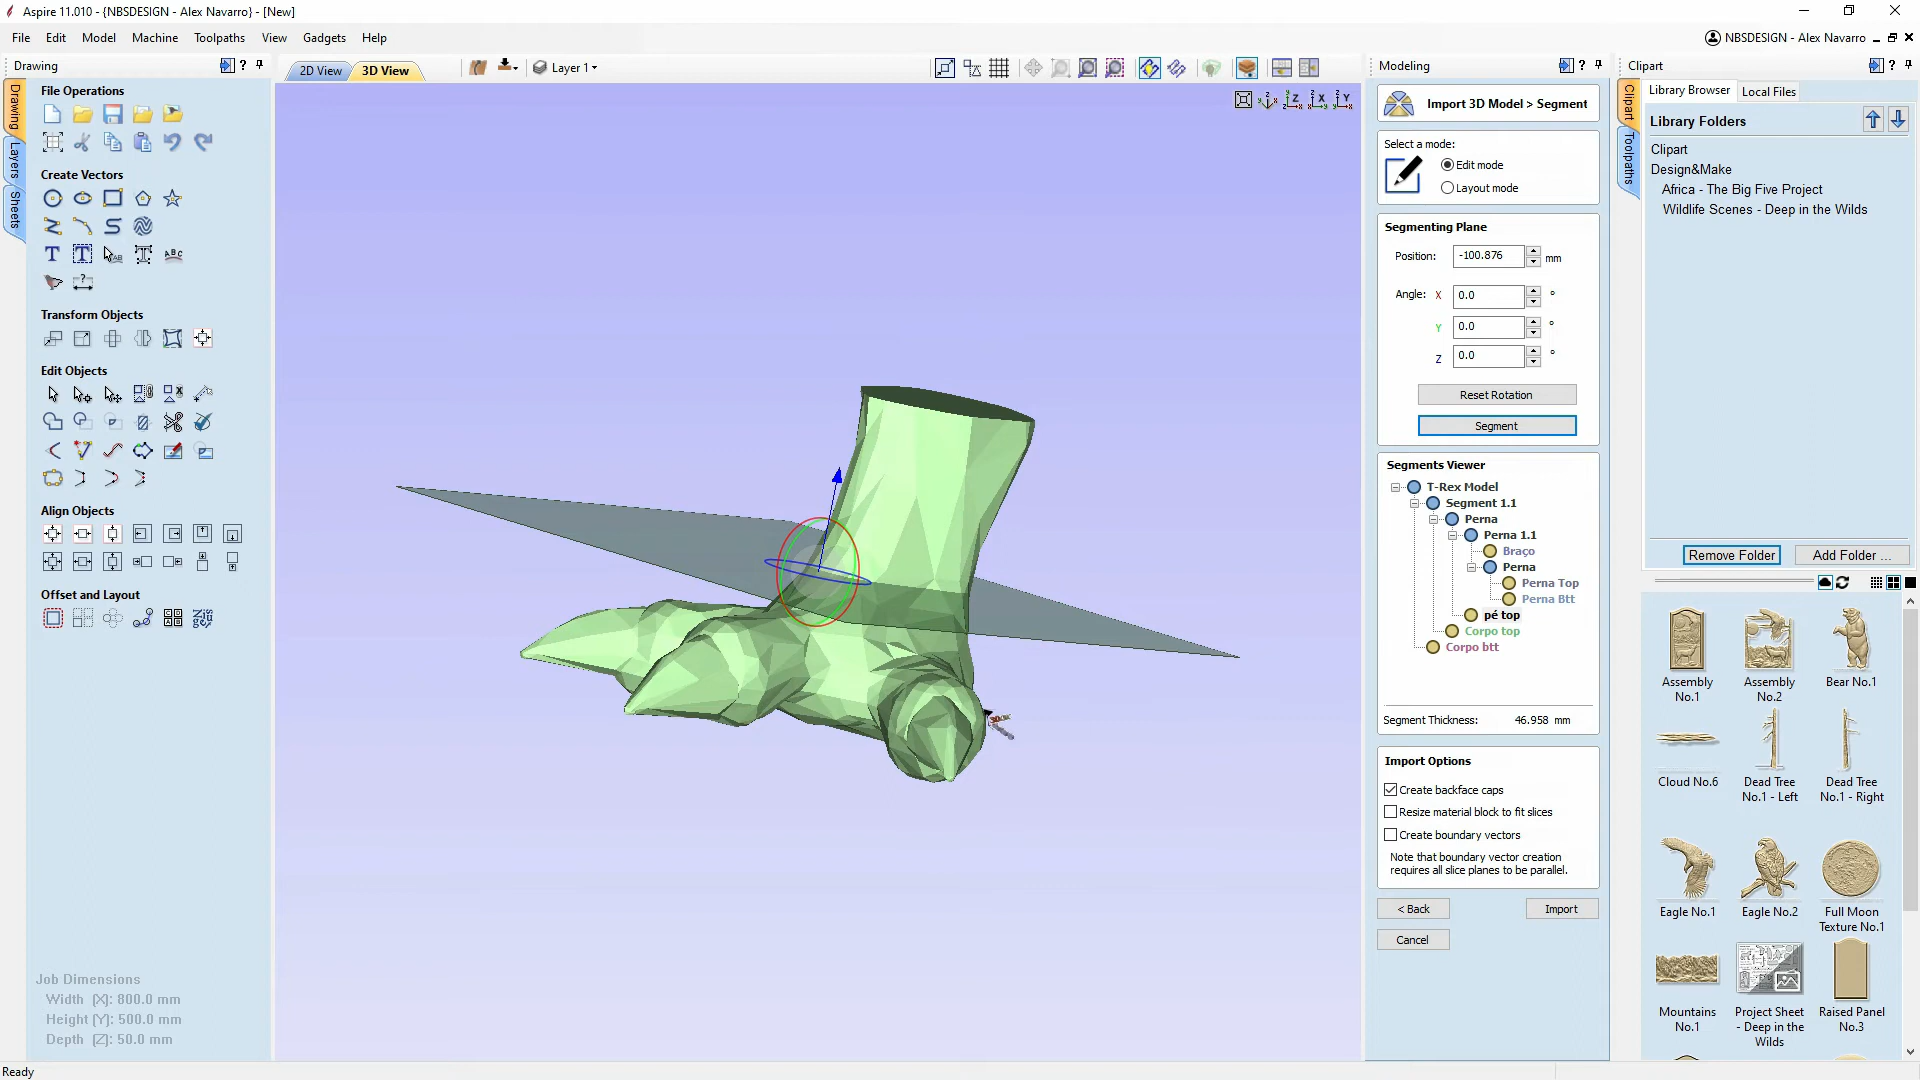 Aspire 11.010 - {NBSDESIGN - Alex Navarro} - [New]
File Edit Model Machine Toolpaths View Gadgets Help
NBSDESIGN - Alex Navarro
Drawing
2D View
3D View
Layer 1
Modeling
Clipart
Drawing
Layers
Sheets
File Operations
Create Vectors
Transform Objects
Edit Objects
Align Objects
Offset and Layout
Job Dimensions
Width (X): 800.0 mm
Height (Y): 500.0 mm
Depth (Z): 50.0 mm
Ready
Import 3D Model > Segment
Select a mode:
Edit mode
Layout mode
Segmenting Plane
Position: -100.876 mm
Angle: X 0.0 °
Y 0.0 °
Z 0.0 °
Reset Rotation
Segment
Segments Viewer
T-Rex Model
Segment 1.1
Perna
Perna 1.1
Braço
Perna
Perna Top
Perna Btt
pé top
Corpo top
Corpo btt
Segment Thickness: 46.958 mm
Import Options
Create backface caps
Resize material block to fit slices
Create boundary vectors
Note that boundary vector creation
requires all slice planes to be parallel.
< Back
Import
Cancel
Clipart
Toolpaths
Library Browser
Local Files
Library Folders
Clipart
Design&Make
Africa - The Big Five Project
Wildlife Scenes - Deep in the Wilds
Remove Folder
Add Folder ...
Assembly
No.1
Assembly
No.2
Bear No.1
Cloud No.6
Dead Tree
No.1 - Left
Dead Tree
No.1 - Right
Eagle No.1
Eagle No.2
Full Moon
Texture No.1
Mountains
No.1
Project Sheet
- Deep in the
Wilds
Raised Panel
No.3